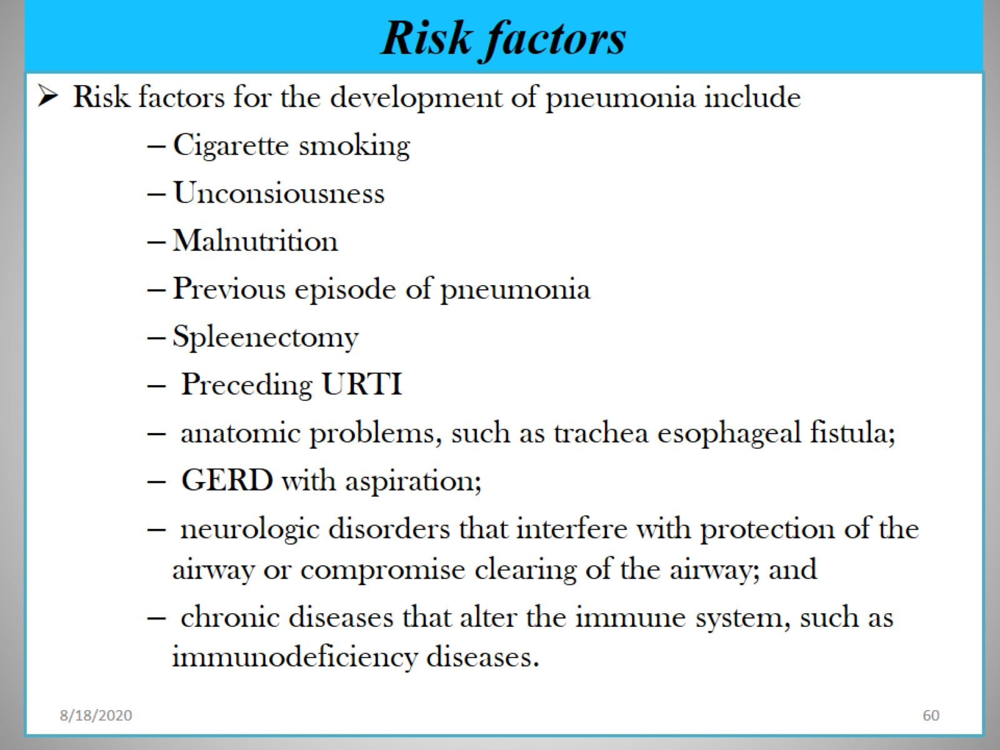 Risk factors
➢ Risk factors for the development of pneumonia include
– Cigarette smoking
– Unconsiousness
– Malnutrition
– Previous episode of pneumonia
– Spleenectomy
– Preceding URTI
– anatomic problems, such as trachea esophageal fistula;
– GERD with aspiration;
– neurologic disorders that interfere with protection of the
airway or compromise clearing of the airway; and
– chronic diseases that alter the immune system, such as
immunodeficiency diseases.
8/18/2020
60